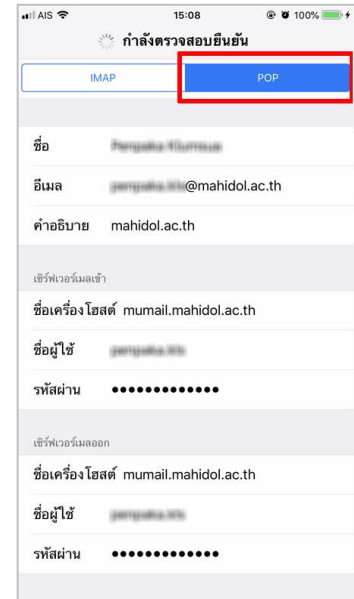 AIS 15:08 100%
กำลังตรวจสอบยืนยัน
IMAP POP
ชื่อ
อีเมล @mahidol.ac.th
คำอธิบาย mahidol.ac.th
เซิร์ฟเวอร์เมลเข้า
ชื่อเครื่องโฮสต์ mumail.mahidol.ac.th
ชื่อผู้ใช้
รหัสผ่าน •••••••••••••
เซิร์ฟเวอร์เมลออก
ชื่อเครื่องโฮสต์ mumail.mahidol.ac.th
ชื่อผู้ใช้
รหัสผ่าน •••••••••••••